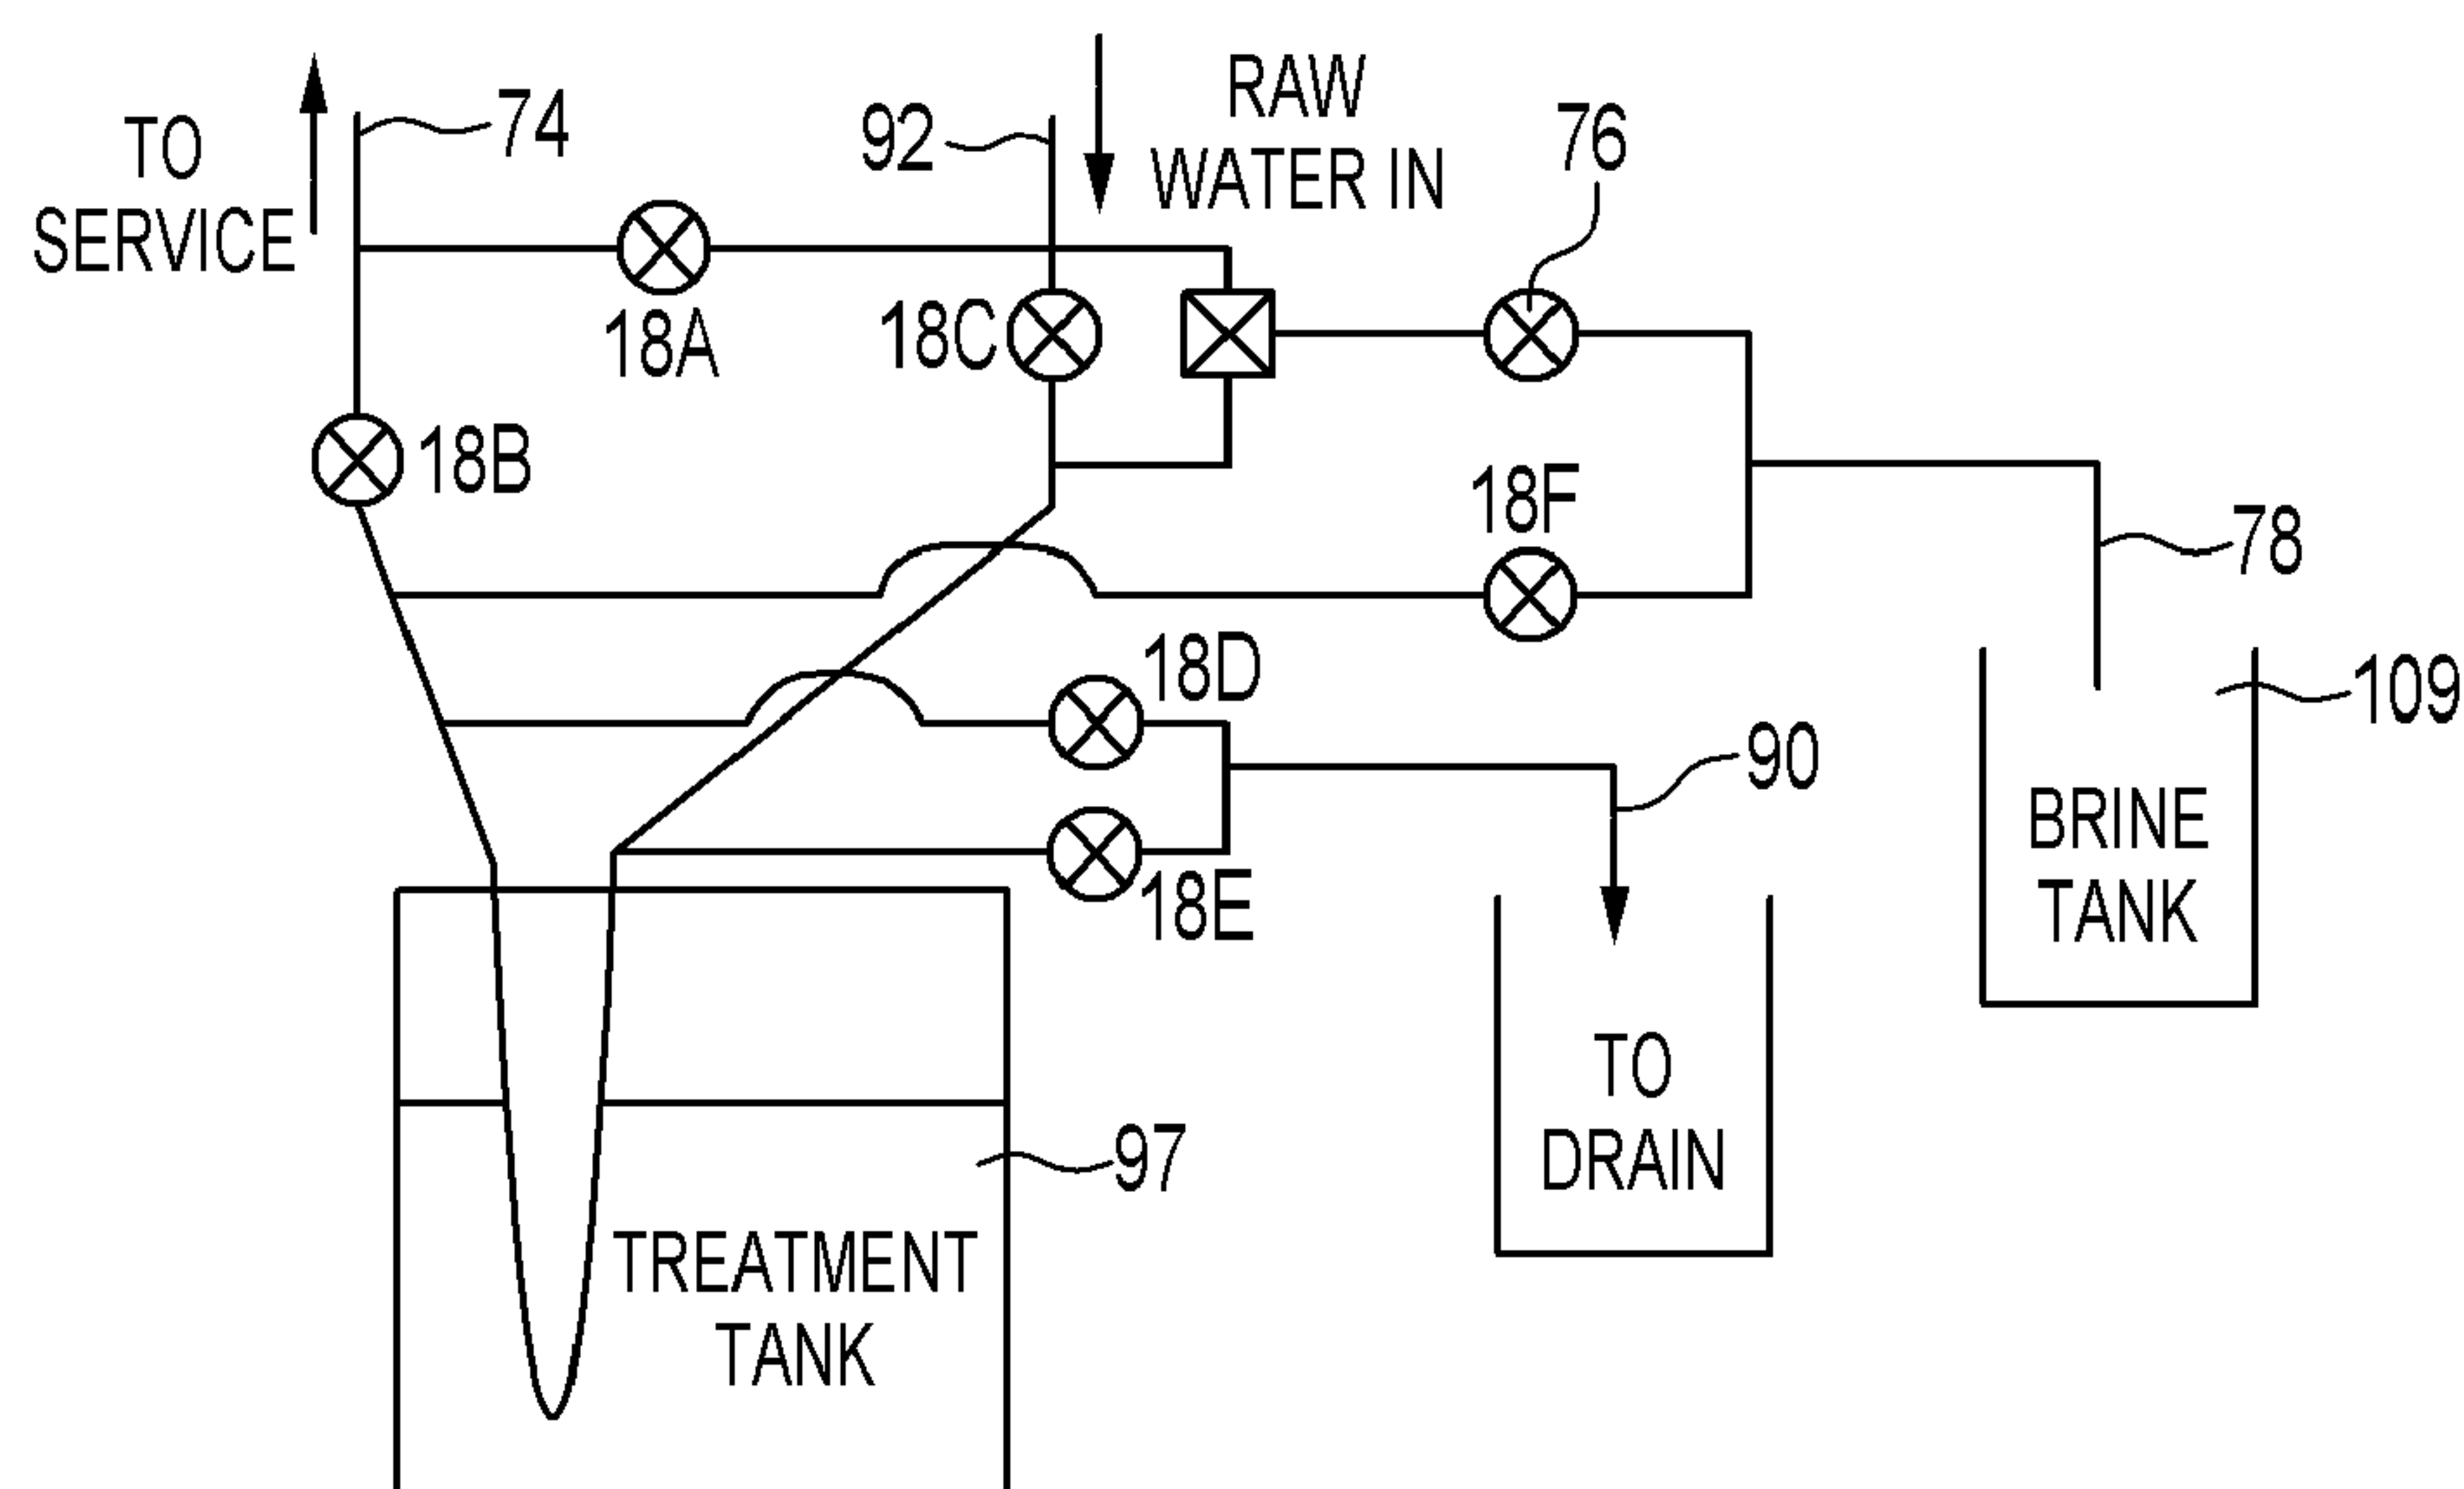 TO
SERVICE
74
92
RAW
WATER IN
76
18A
18C
18B
18F
78
18D
109
90
18E
BRINE
TANK
97
TO
DRAIN
TREATMENT
TANK